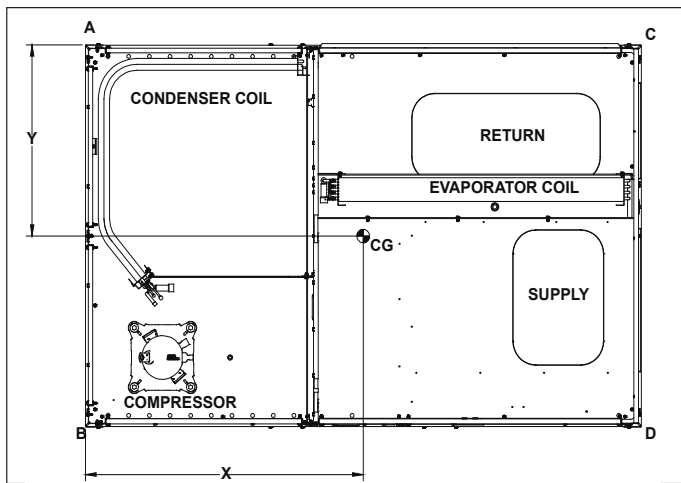 A
C
CONDENSER COIL
RETURN
Y
EVAPORATOR COIL
CG
SUPPLY
COMPRESSOR
B
D
X